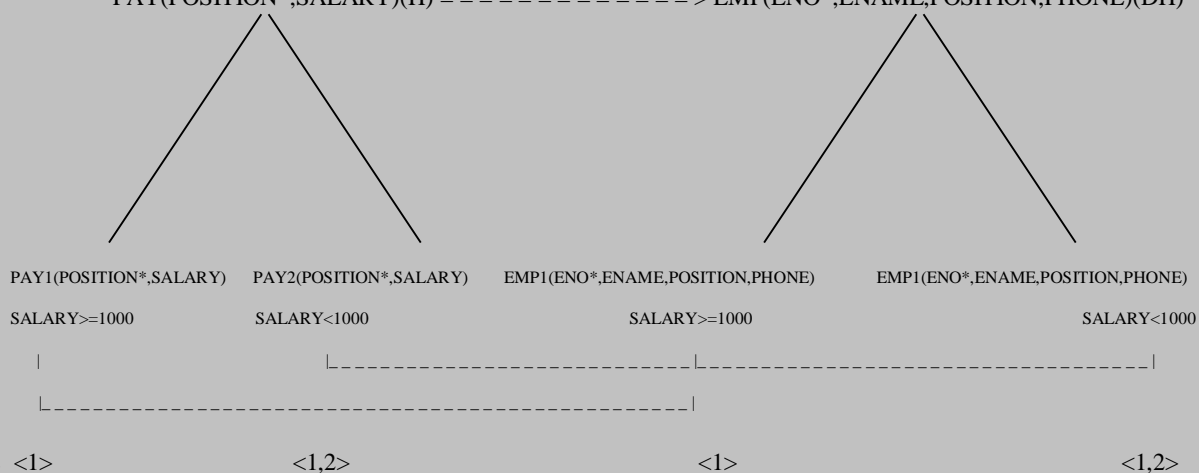 PAY1(POSITION*,SALARY)(H) – – – – – – – – – – – – – > EMP(ENO*,ENAME,POSITION,PHONE)(DH)
PAY1(POSITION*,SALARY) PAY2(POSITION*,SALARY) EMP1(ENO*,ENAME,POSITION,PHONE) EMP1(ENO*,ENAME,POSITION,PHONE)
SALARY>=1000 SALARY<1000 SALARY>=1000 SALARY<1000
<1> <1,2> <1> <1,2>